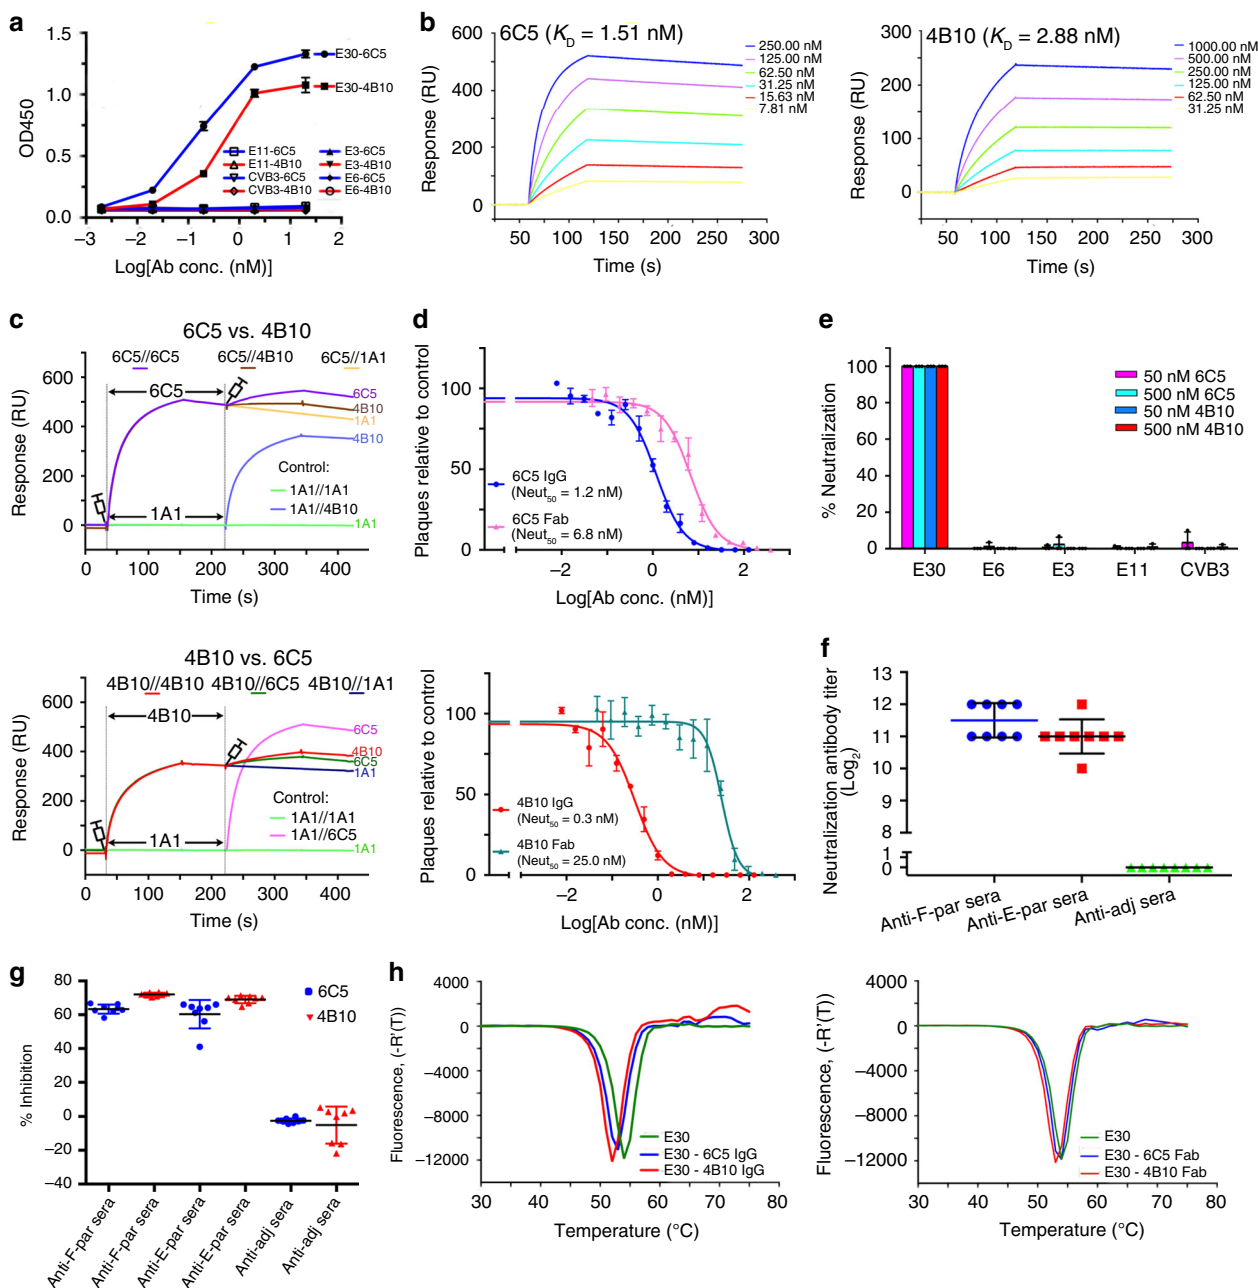 a
1.5
1.0
0.5
0.0
OD450
−3
−2
−1
0
1
2
Log[Ab conc. (nM)]
E30-6C5
E30-4B10
E11-6C5
E3-6C5
E11-4B10
E3-4B10
CVB3-6C5
E6-6C5
CVB3-4B10
E6-4B10
b
6C5 (K_D = 1.51 nM)
600
400
200
0
Response (RU)
50
100
150
200
250
300
Time (s)
250.00 nM
125.00 nM
62.50 nM
31.25 nM
15.63 nM
7.81 nM
4B10 (K_D = 2.88 nM)
300
200
100
0
−50
Response (RU)
50
100
150
200
250
300
Time (s)
1000.00 nM
500.00 nM
250.00 nM
125.00 nM
62.50 nM
31.25 nM
c
6C5 vs. 4B10
6C5//6C5
6C5//4B10
6C5//1A1
600
400
200
0
Response (RU)
6C5
1A1
6C5
4B10
1A1
4B10
1A1
Control:
1A1//1A1
1A1//4B10
0
100
200
300
400
Time (s)
4B10 vs. 6C5
4B10//4B10
4B10//6C5
4B10//1A1
600
400
200
0
Response (RU)
4B10
1A1
6C5
4B10
6C5
1A1
1A1
Control:
1A1//1A1
1A1//6C5
0
100
200
300
400
Time (s)
d
100
50
0
Plaques relative to control
6C5 IgG
(Neut50 = 1.2 nM)
6C5 Fab
(Neut50 = 6.8 nM)
−2
0
2
Log[Ab conc. (nM)]
100
50
0
Plaques relative to control
4B10 IgG
(Neut50 = 0.3 nM)
4B10 Fab
(Neut50 = 25.0 nM)
−2
0
2
Log[Ab conc. (nM)]
e
100
80
60
40
20
0
% Neutralization
50 nM 6C5
500 nM 6C5
50 nM 4B10
500 nM 4B10
E30
E6
E3
E11
CVB3
f
13
12
11
10
9
8
1
0
Neutralization antibody titer
(Log2)
Anti-F-par sera
Anti-E-par sera
Anti-adj sera
g
80
60
40
20
0
−20
−40
% Inhibition
6C5
4B10
Anti-F-par sera
Anti-F-par sera
Anti-E-par sera
Anti-E-par sera
Anti-adj sera
Anti-adj sera
h
4000
0
−4000
−8000
−12000
Fluorescence, (-R'(T))
E30
E30 - 6C5 IgG
E30 - 4B10 IgG
30
40
50
60
70
80
Temperature (°C)
4000
0
−4000
−8000
−12000
Fluorescence, (-R'(T))
E30
E30 - 6C5 Fab
E30 - 4B10 Fab
30
40
50
60
70
80
Temperature (°C)